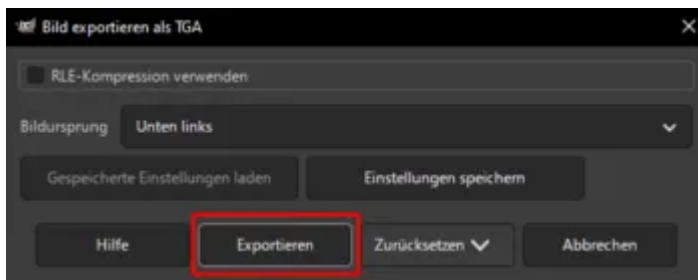 Bild exportieren als TGA
RLE-Kompression verwenden
Bildursprung Unten links
Gespeicherte Einstellungen laden Einstellungen speichern
Hilfe Exportieren Zurücksetzen Abbrechen